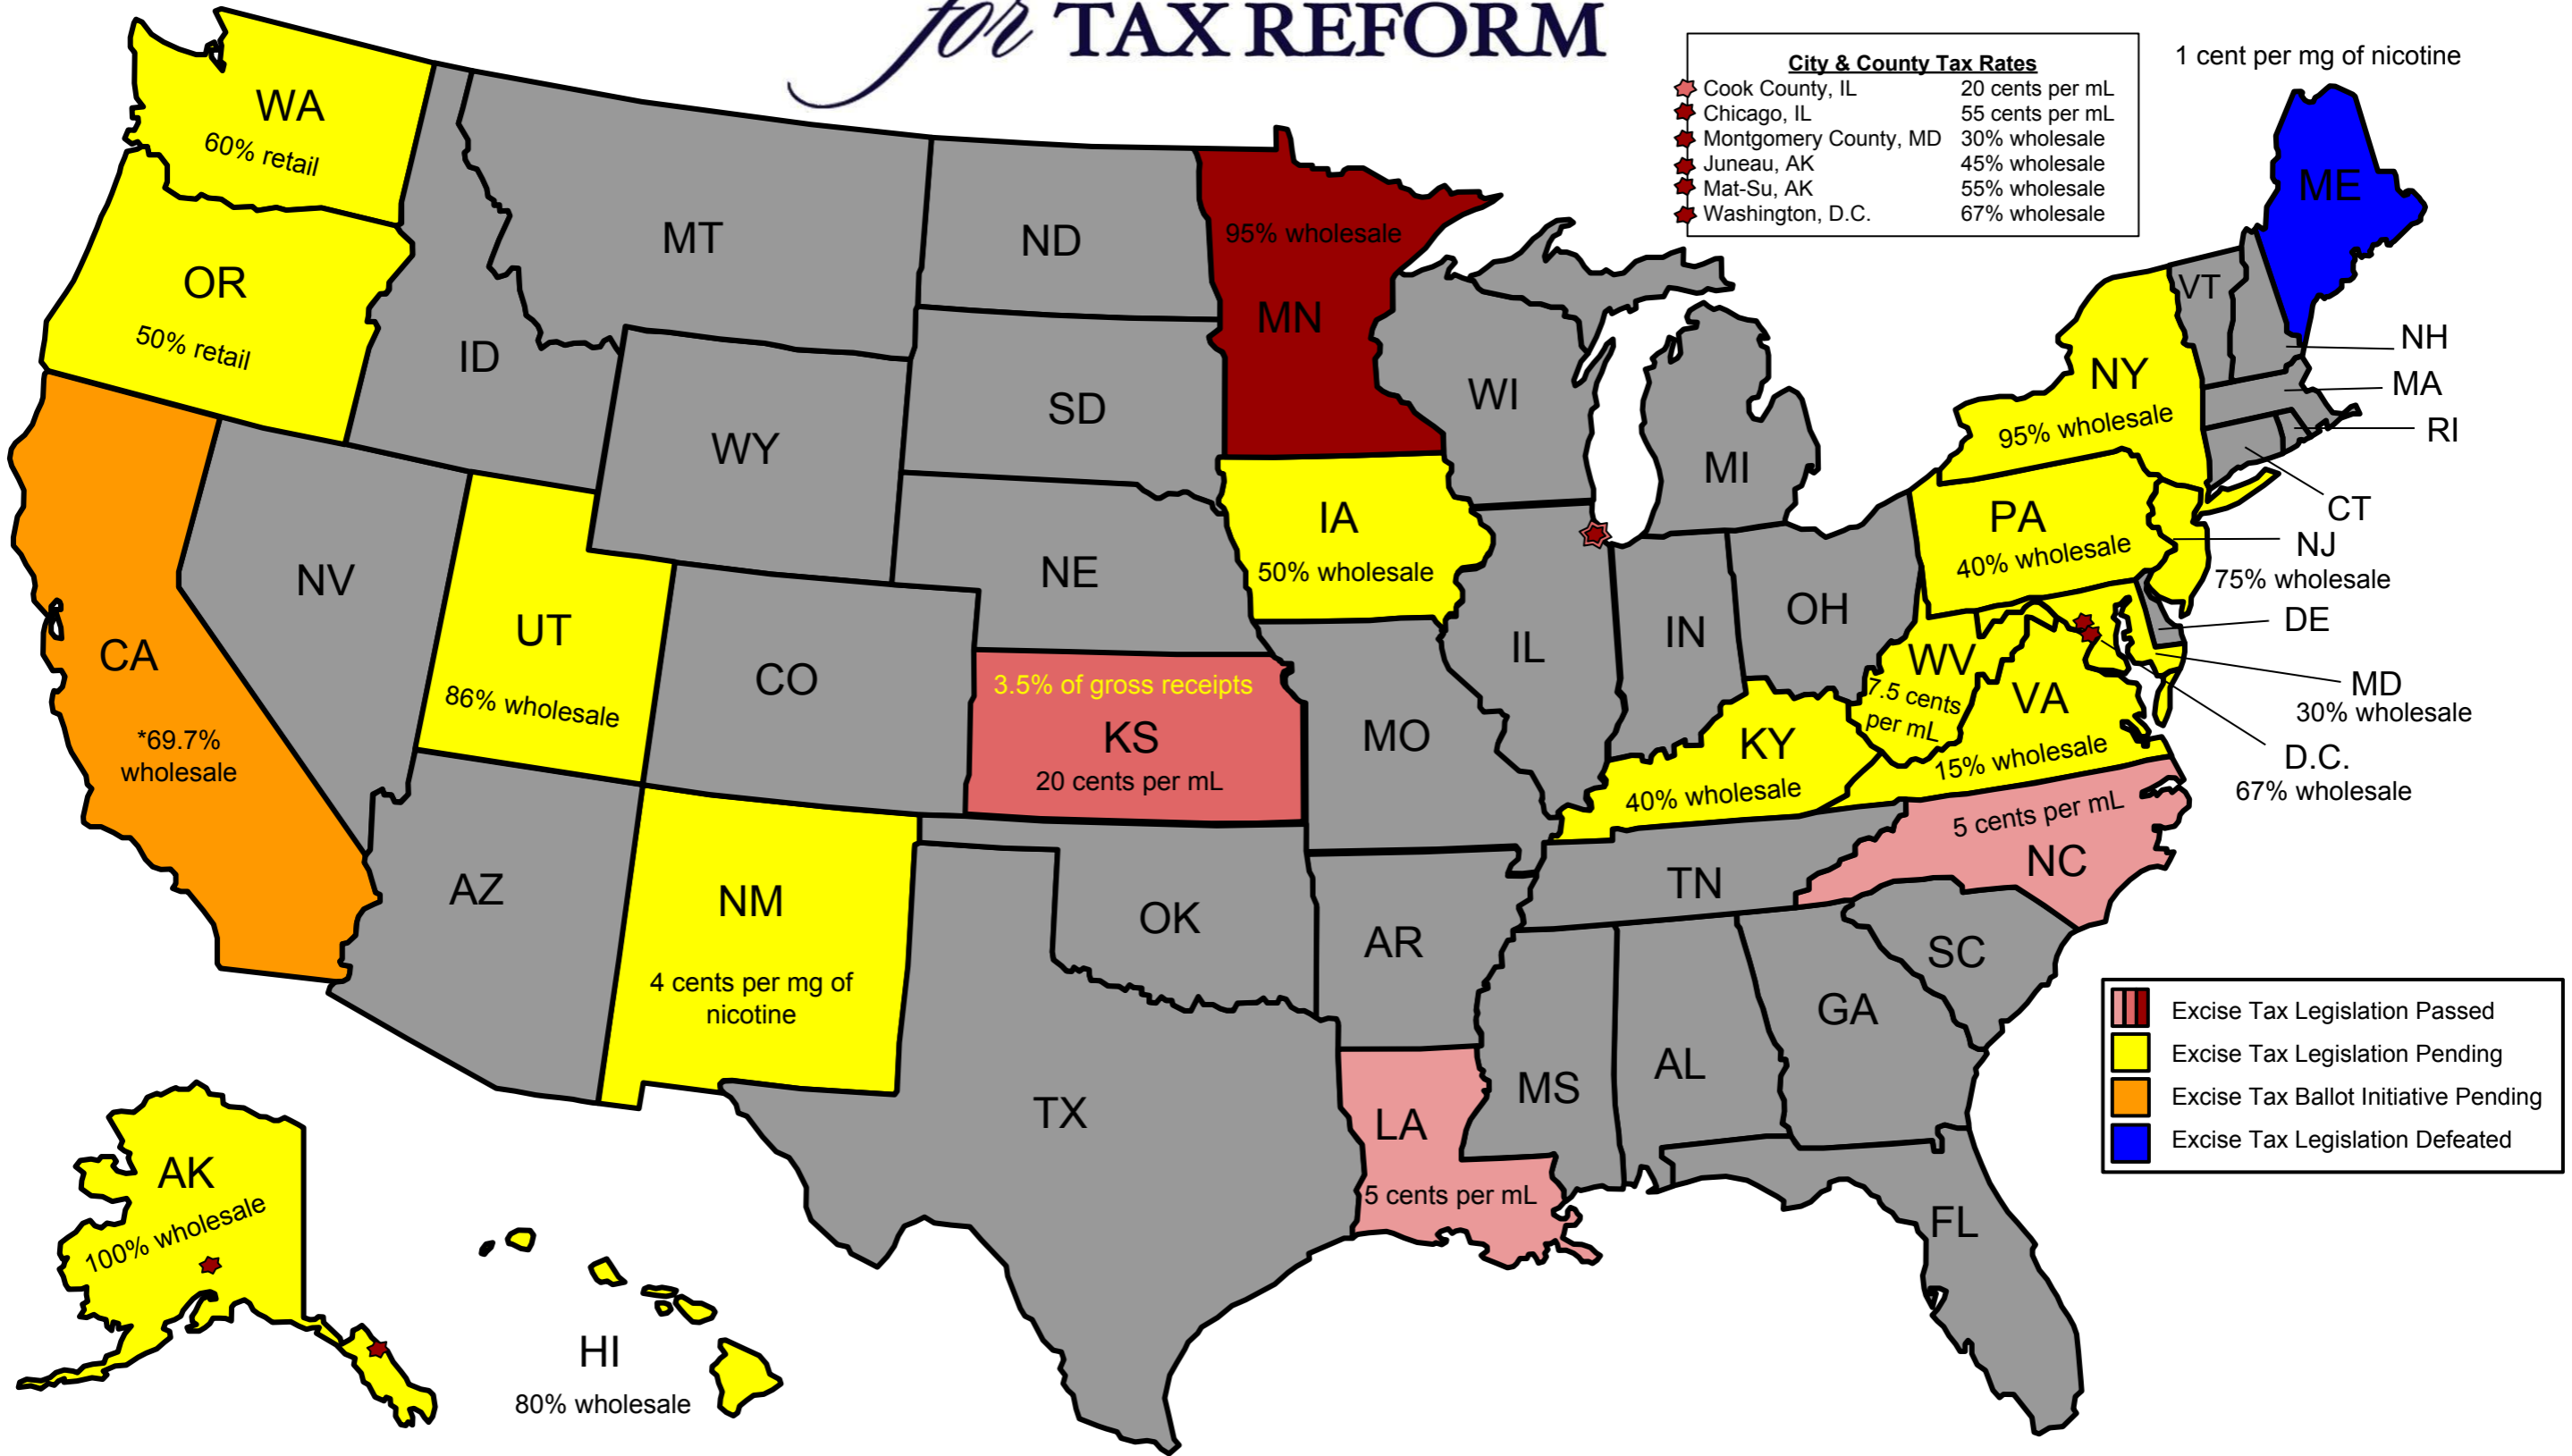 for TAX REFORM
City & County Tax Rates
Cook County, IL 20 cents per mL
Chicago, IL 55 cents per mL
Montgomery County, MD 30% wholesale
Juneau, AK 45% wholesale
Mat-Su, AK 55% wholesale
Washington, D.C. 67% wholesale
1 cent per mg of nicotine
ME
WA
60% retail
OR
50% retail
CA
*69.7%
wholesale
NV
ID
MT
WY
UT
86% wholesale
CO
AZ
NM
4 cents per mg of
nicotine
ND
SD
NE
3.5% of gross receipts
KS
20 cents per mL
OK
TX
95% wholesale
MN
IA
50% wholesale
MO
AR
LA
5 cents per mL
WI
IL
MI
IN
OH
KY
40% wholesale
TN
MS
AL
GA
FL
SC
5 cents per mL
NC
WV
7.5 cents
per mL
VA
15% wholesale
PA
40% wholesale
NY
95% wholesale
VT
NH
MA
RI
CT
NJ
75% wholesale
DE
MD
30% wholesale
D.C.
67% wholesale
AK
100% wholesale
HI
80% wholesale
Excise Tax Legislation Passed
Excise Tax Legislation Pending
Excise Tax Ballot Initiative Pending
Excise Tax Legislation Defeated